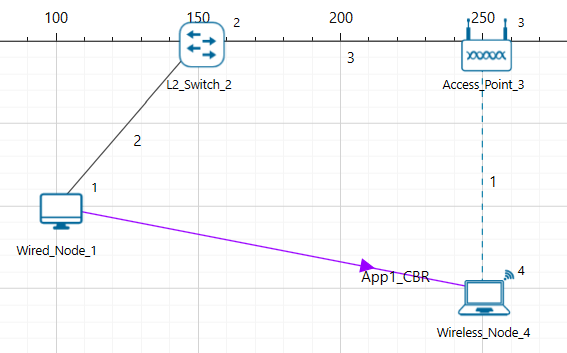 100 150 200 250
2
3
3
L2_Switch_2
Access_Point_3
2
1
1
Wired_Node_1
App1_CBR
4
Wireless_Node_4